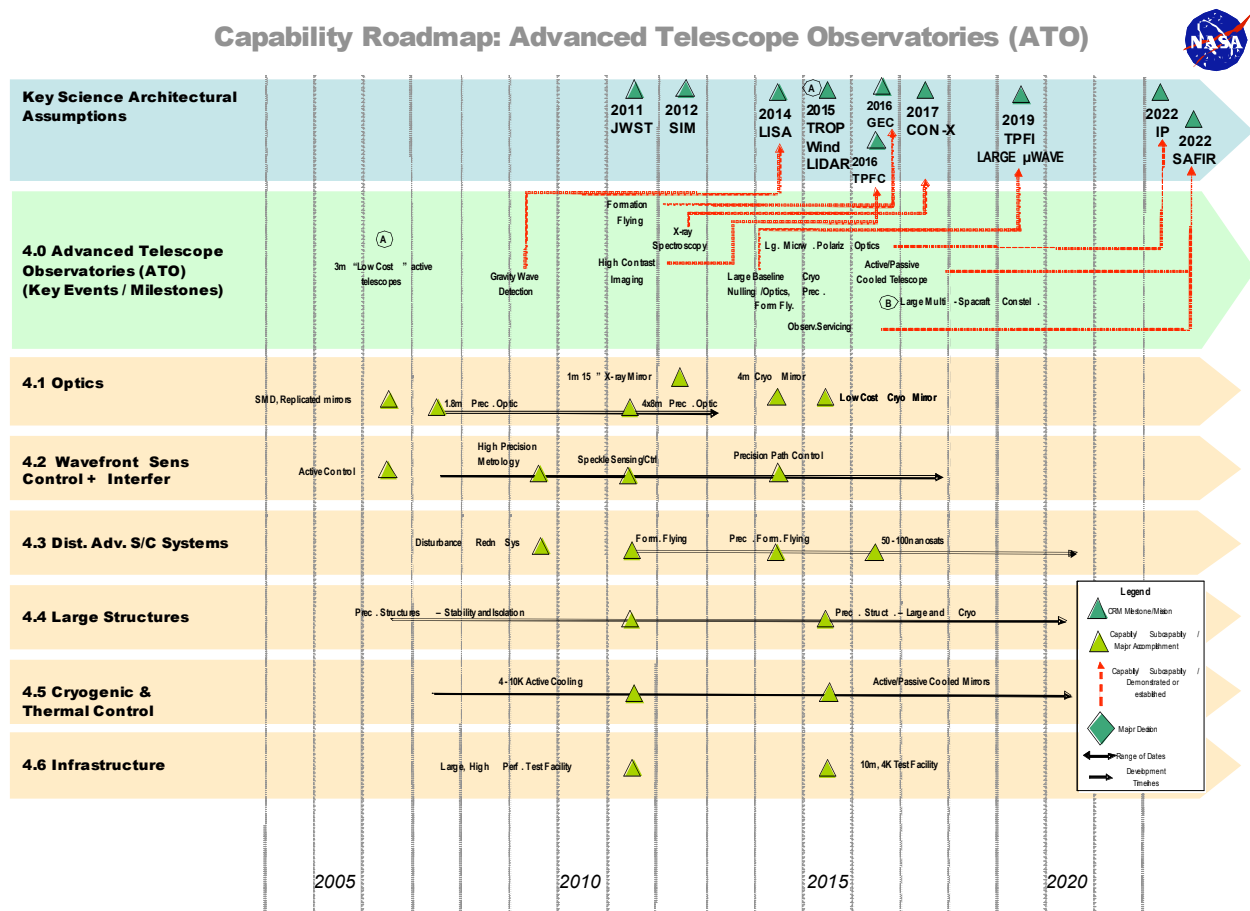 Capability Roadmap: Advanced Telescope Observatories (ATO)
NASA
Key Science Architectural
Assumptions
2011
JWST
2012
SIM
2014
LISA
A
2015
TROP
Wind
LIDAR
2016
GEC
2016
TPFC
2017
CON-X
2019
TPFI
LARGE µWAVE
2022
IP
2022
SAFIR
4.0 Advanced Telescope
Observatories (ATO)
(Key Events / Milestones)
A
3m "Low Cost " active
telescopes
Gravity Wave
Detection
Formation
Flying
X-ray
Spectroscopy
High Contrast
Imaging
Lg. Microw . Polariz Optics
Large Baseline Cryo
Nulling /Optics, Prec .
Form Fly.
Active/Passive
Cooled Telescope
B Large Multi - Spacraft Constel .
Observ.Servicing
4.1 Optics
SMD, Replicated mirrors
1.8m Prec . Optic
1m 15 " X-ray Mirror
4x8m Prec . Optic
4m Cryo Mirror
Low Cost Cryo Mirror
4.2 Wavefront Sens
Control + Interfer
Active Control
High Precision
Metrology
Speckle Sensing/Ctrl
Precision Path Control
4.3 Dist. Adv. S/C Systems
Disturbance Redn Sys
Form. Flying
Prec . Form. Flying
50 - 100 nanosats
4.4 Large Structures
Prec . Structures – Stability and Isolation
Prec . Struct . – Large and Cryo
4.5 Cryogenic &
Thermal Control
4 - 10K Active Cooling
Active/Passive Cooled Mirrors
4.6 Infrastructure
Large, High Perf . Test Facility
10m, 4K Test Facility
Legend
CRM Milestone/Mission
Capability/ Subcapability /
Major Accomplishment
Capability/ Subcapability /
Demonstrated or
established
Major Decision
Range of Dates
Development
Timelines
2005
2010
2015
2020